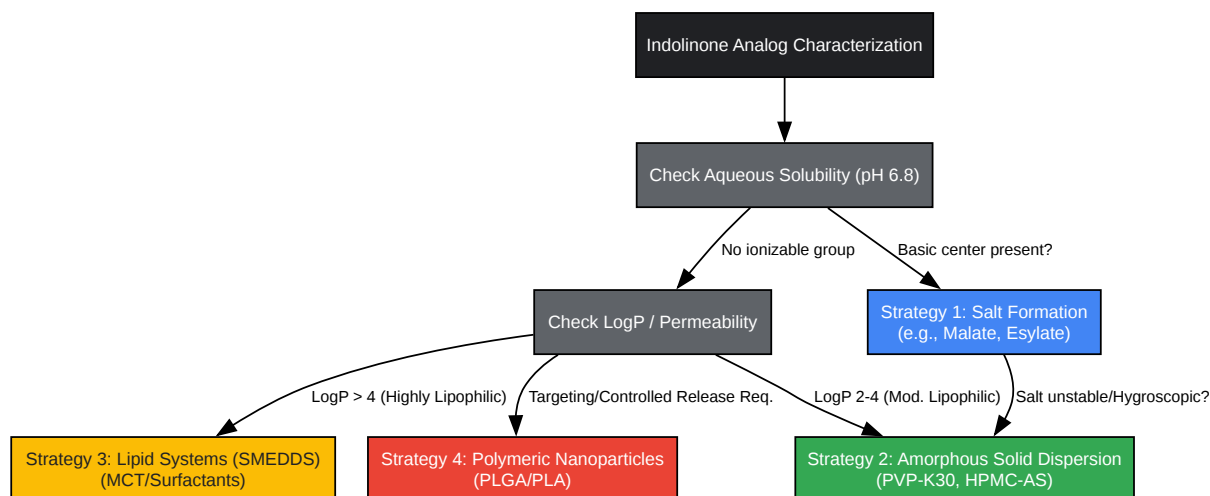 Indolinone Analog Characterization
Check Aqueous Solubility (pH 6.8)
No ionizable group
Basic center present?
Check LogP / Permeability
Strategy 1: Salt Formation
(e.g., Malate, Esylate)
LogP > 4 (Highly Lipophilic)
Targeting/Controlled Release Req.
LogP 2-4 (Mod. Lipophilic)
Salt unstable/Hygroscopic?
Strategy 3: Lipid Systems (SMEDDS)
(MCT/Surfactants)
Strategy 4: Polymeric Nanoparticles
(PLGA/PLA)
Strategy 2: Amorphous Solid Dispersion
(PVP-K30, HPMC-AS)